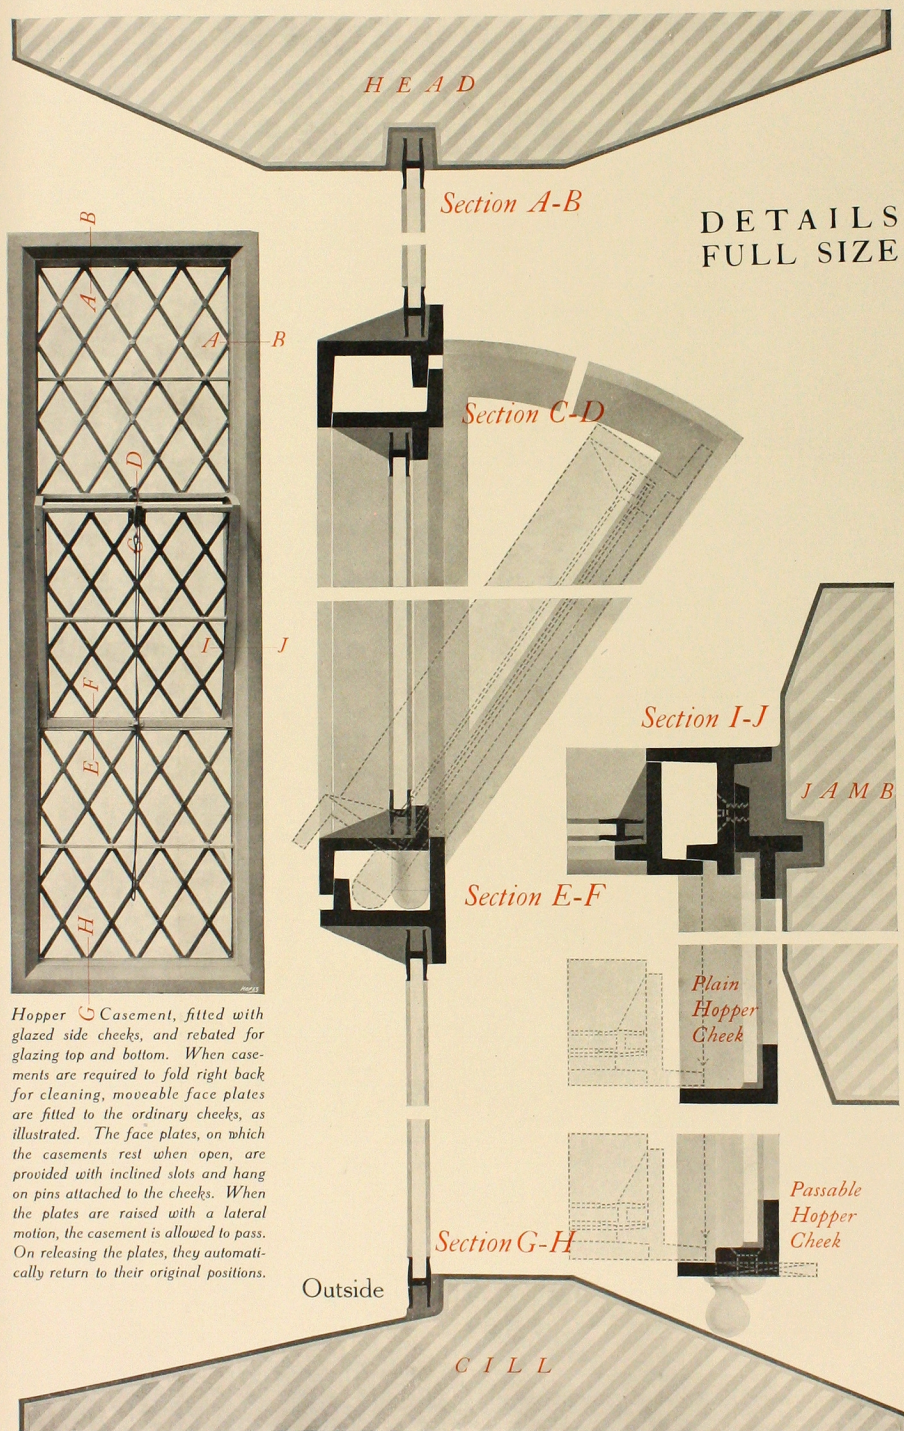 HEAD
Section A-B
DETAILS
FULL SIZE
B
A
A
B
Section C-D
D
C
I
J
F
E
Section I-J
JAMB
Section E-F
H
G
Plain
Hopper
Cheek
Hopper Casement, fitted with
glazed side cheeks, and rebated for
glazing top and bottom. When case-
ments are required to fold right back
for cleaning, moveable face plates
are fitted to the ordinary cheeks, as
illustrated. The face plates, on which
the casements rest when open, are
provided with inclined slots and hang
on pins attached to the cheeks. When
the plates are raised with a lateral
motion, the casement is allowed to pass.
On releasing the plates, they automati-
cally return to their original positions.
Passable
Hopper
Cheek
Section G-H
Outside
CILL